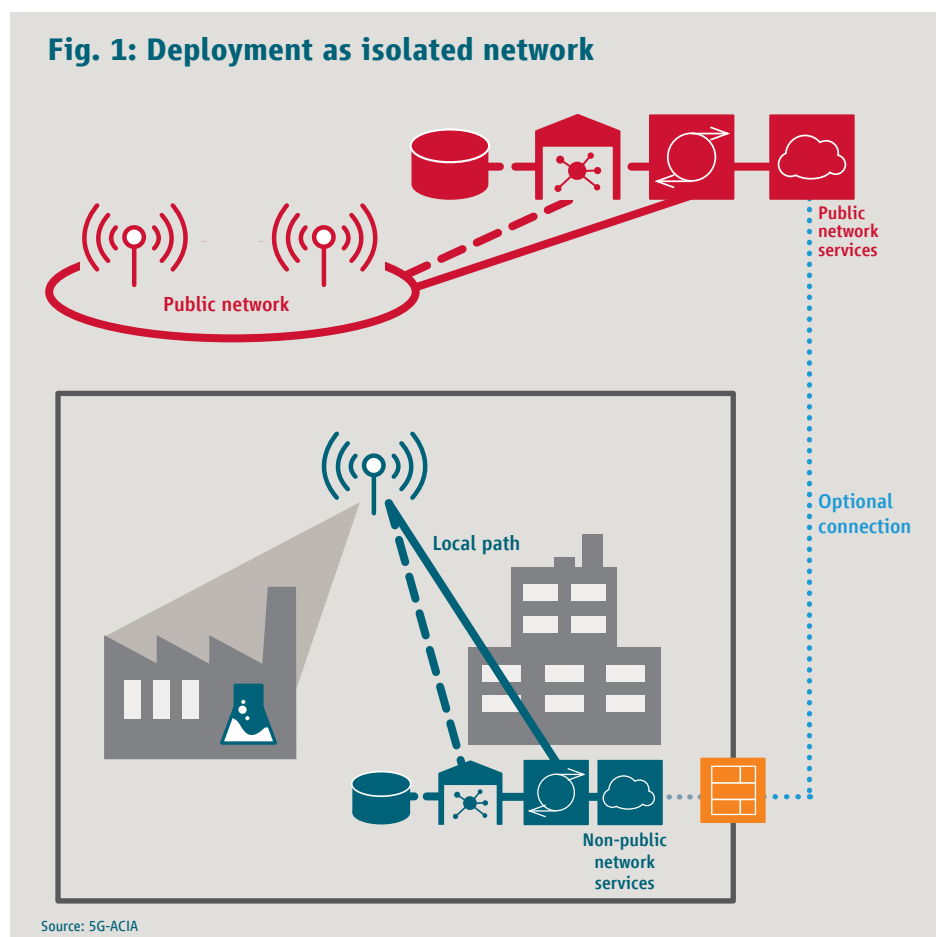 Fig. 1: Deployment as isolated network
Public
network
services
Public network
Optional
connection
Local path
Non-public
network
services
Source: 5G-ACIA